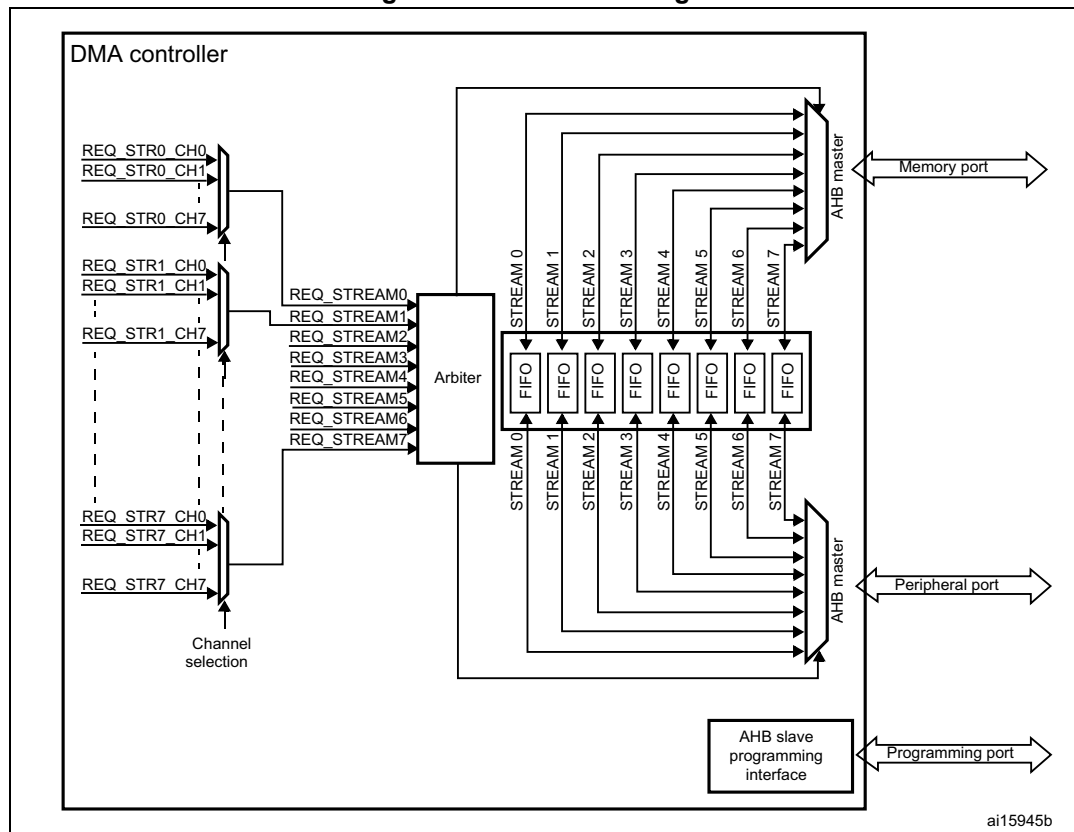 DMA controller
REQ_STR0_CH0
REQ_STR0_CH1
REQ_STR0_CH7
REQ_STR1_CH0
REQ_STR1_CH1
REQ_STR1_CH7
REQ_STR7_CH0
REQ_STR7_CH1
REQ_STR7_CH7
Channel
selection
REQ_STREAM0
REQ_STREAM1
REQ_STREAM2
REQ_STREAM3
REQ_STREAM4
REQ_STREAM5
REQ_STREAM6
REQ_STREAM7
Arbiter
STREAM 0
STREAM 1
STREAM 2
STREAM 3
STREAM 4
STREAM 5
STREAM 6
STREAM 7
FIFO
FIFO
FIFO
FIFO
FIFO
FIFO
FIFO
FIFO
STREAM 0
STREAM 1
STREAM 2
STREAM 3
STREAM 4
STREAM 5
STREAM 6
STREAM 7
AHB master
Memory port
AHB master
Peripheral port
AHB slave
programming
interface
Programming port
ai15945b